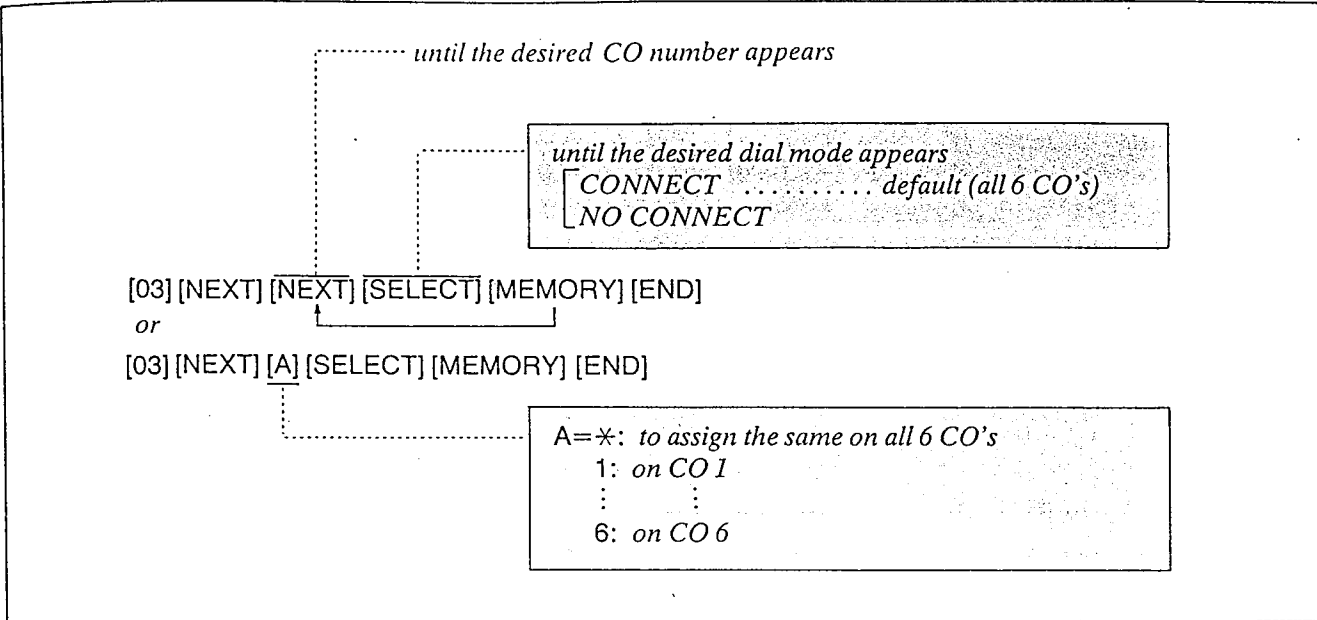 ········· until the desired CO number appears
until the desired dial mode appears
CONNECT .......... default (all 6 CO's)
NO CONNECT
[03] [NEXT] [NEXT] [SELECT] [MEMORY] [END]
or
[03] [NEXT] [A] [SELECT] [MEMORY] [END]
A=*: to assign the same on all 6 CO's
1: on CO 1
⋮ ⋮
6: on CO 6